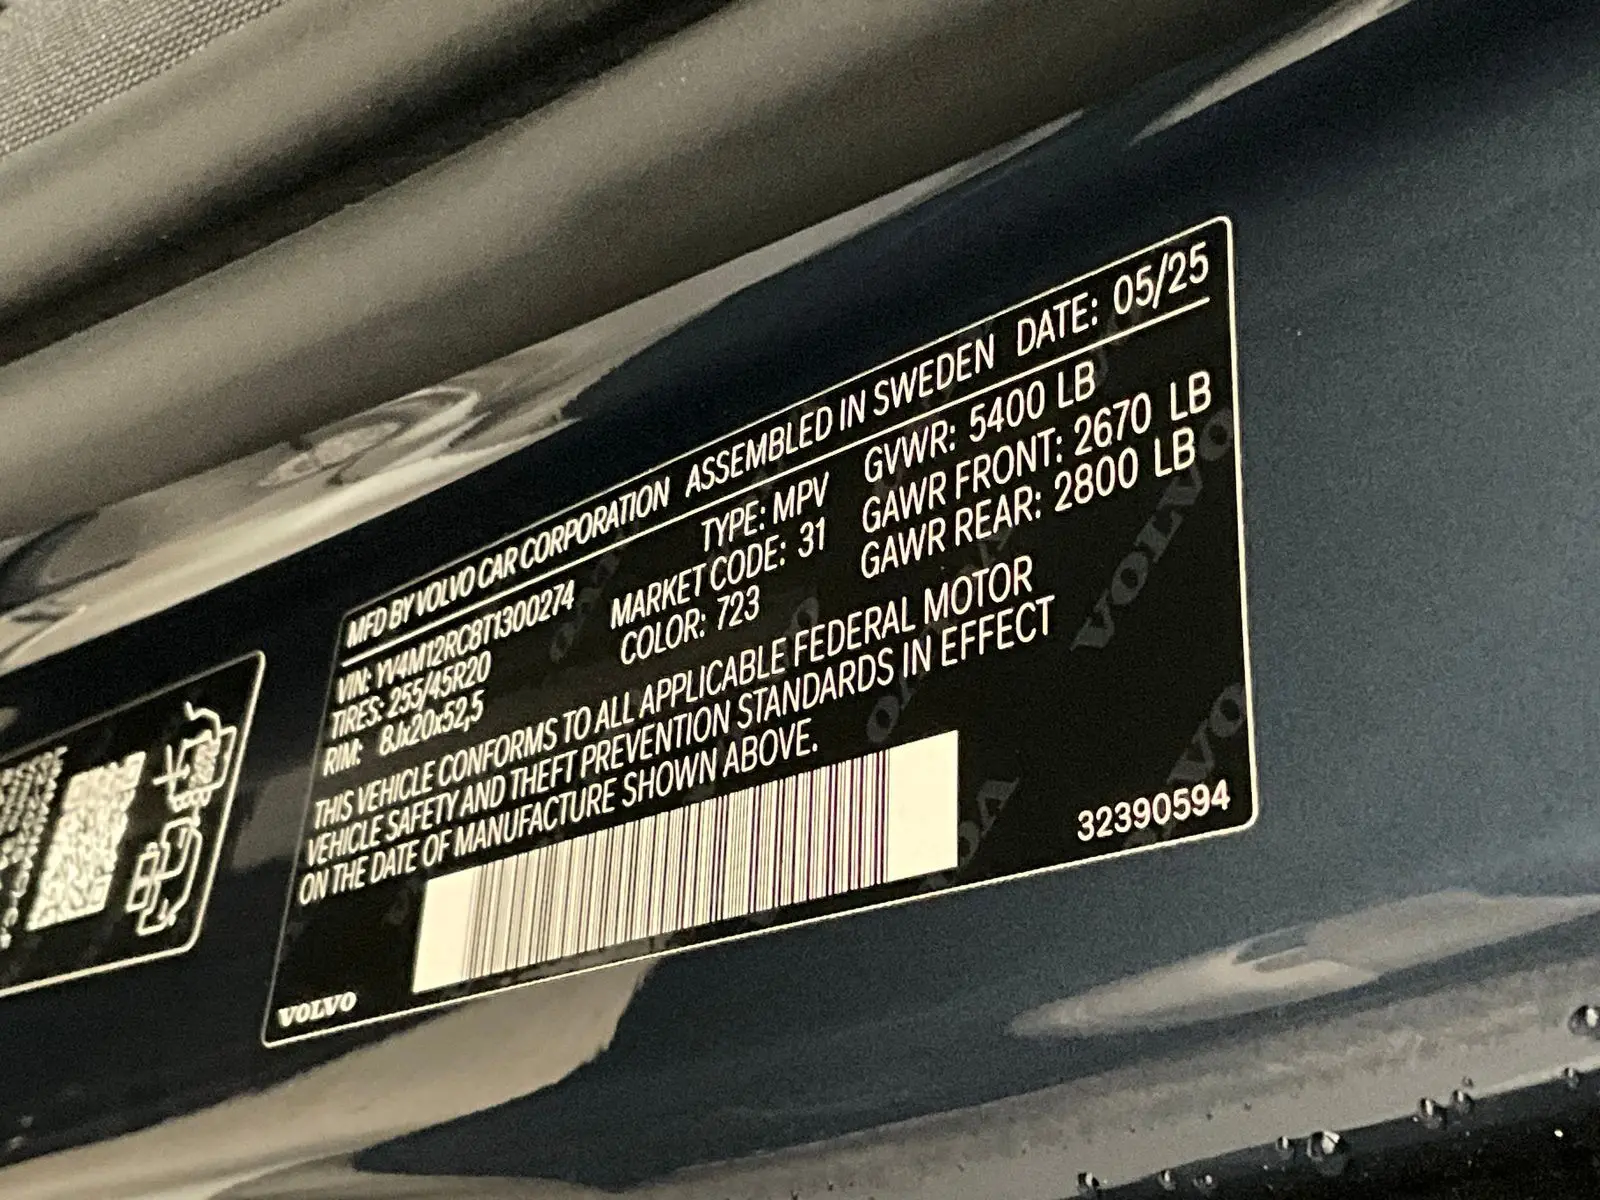 MFD BY VOLVO CAR CORPORATION ASSEMBLED IN SWEDEN DATE: 05/25
VIN: YV4M12RC8T1300274 TYPE: MPV GVWR: 5400 LB
TIRES: 255/45R20 MARKET CODE: 31 GAWR FRONT: 2670 LB
RIM: 8Jx20x52,5 COLOR: 723 GAWR REAR: 2800 LB
THIS VEHICLE CONFORMS TO ALL APPLICABLE FEDERAL MOTOR
VEHICLE SAFETY AND THEFT PREVENTION STANDARDS IN EFFECT
ON THE DATE OF MANUFACTURE SHOWN ABOVE.
VOLVO 32390594